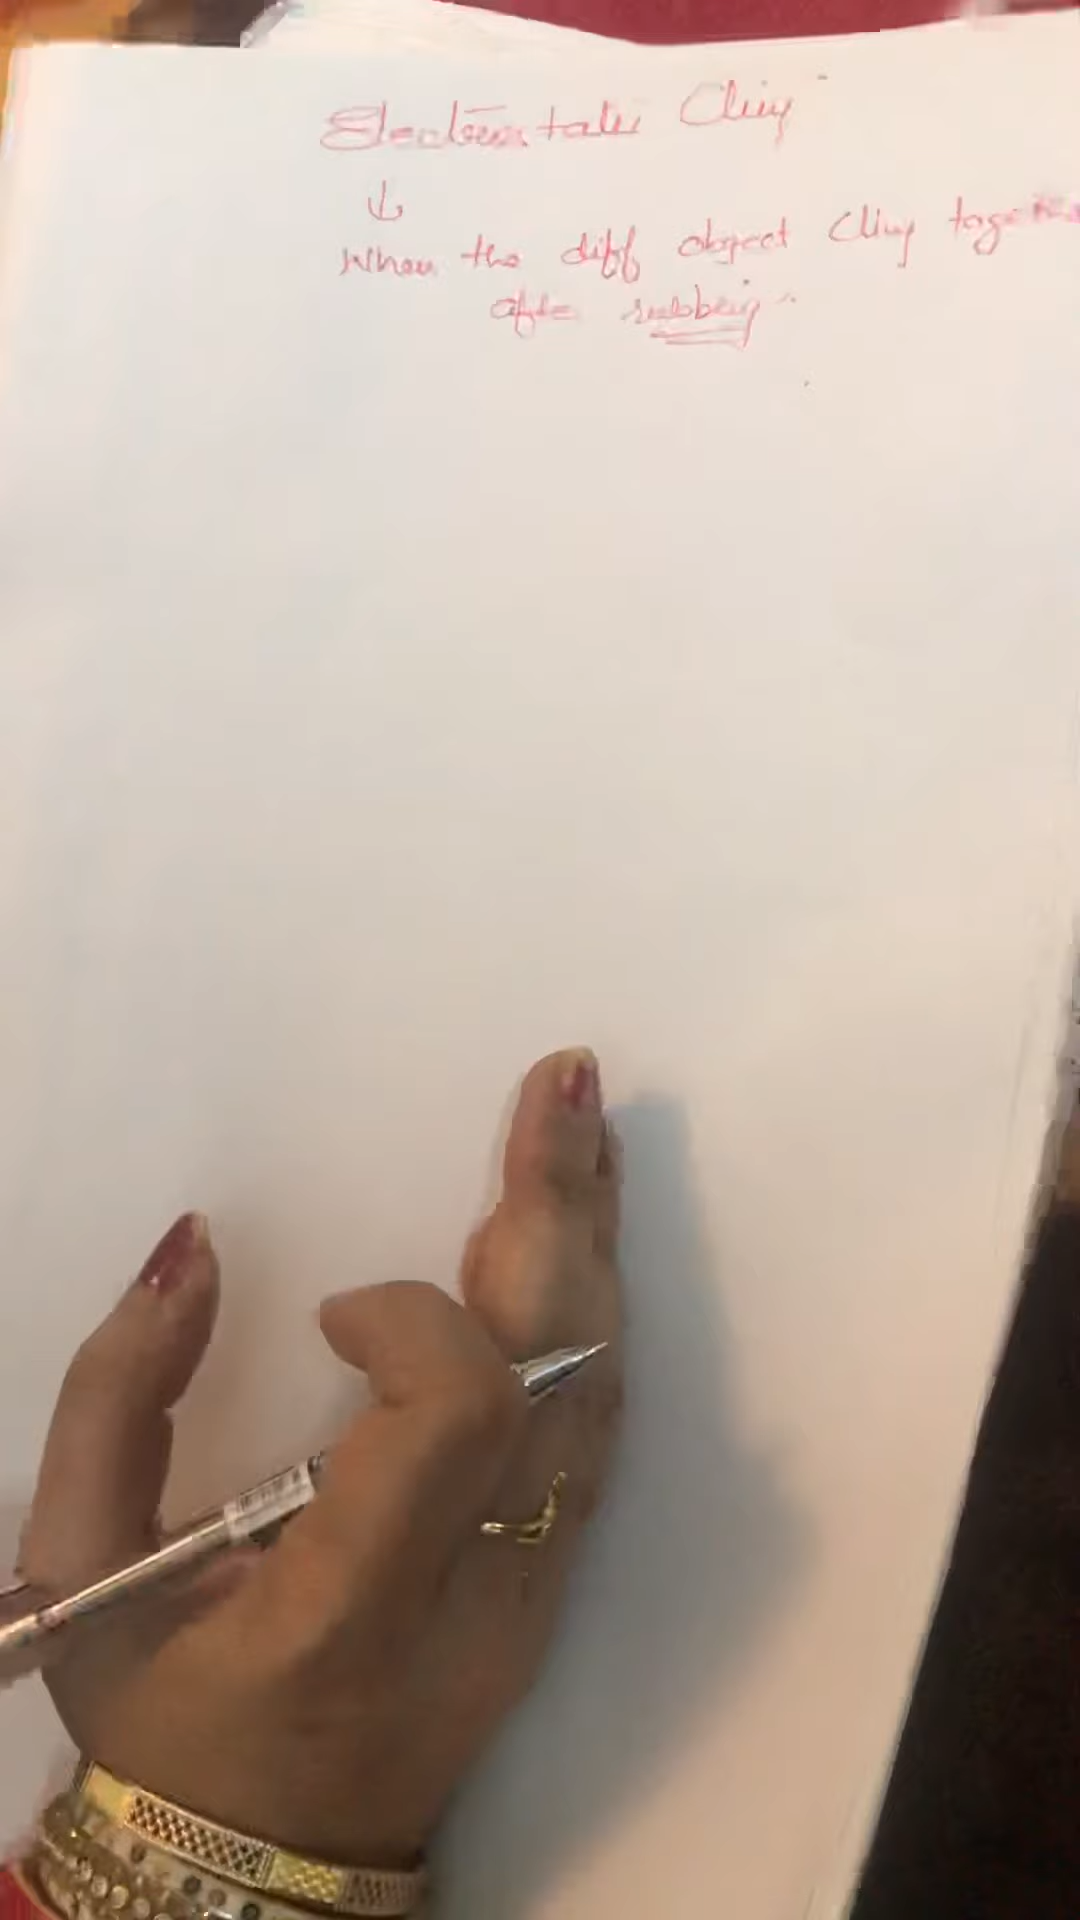 Electrostatic Cling
↓
When the diff object Cling together
after rubbing